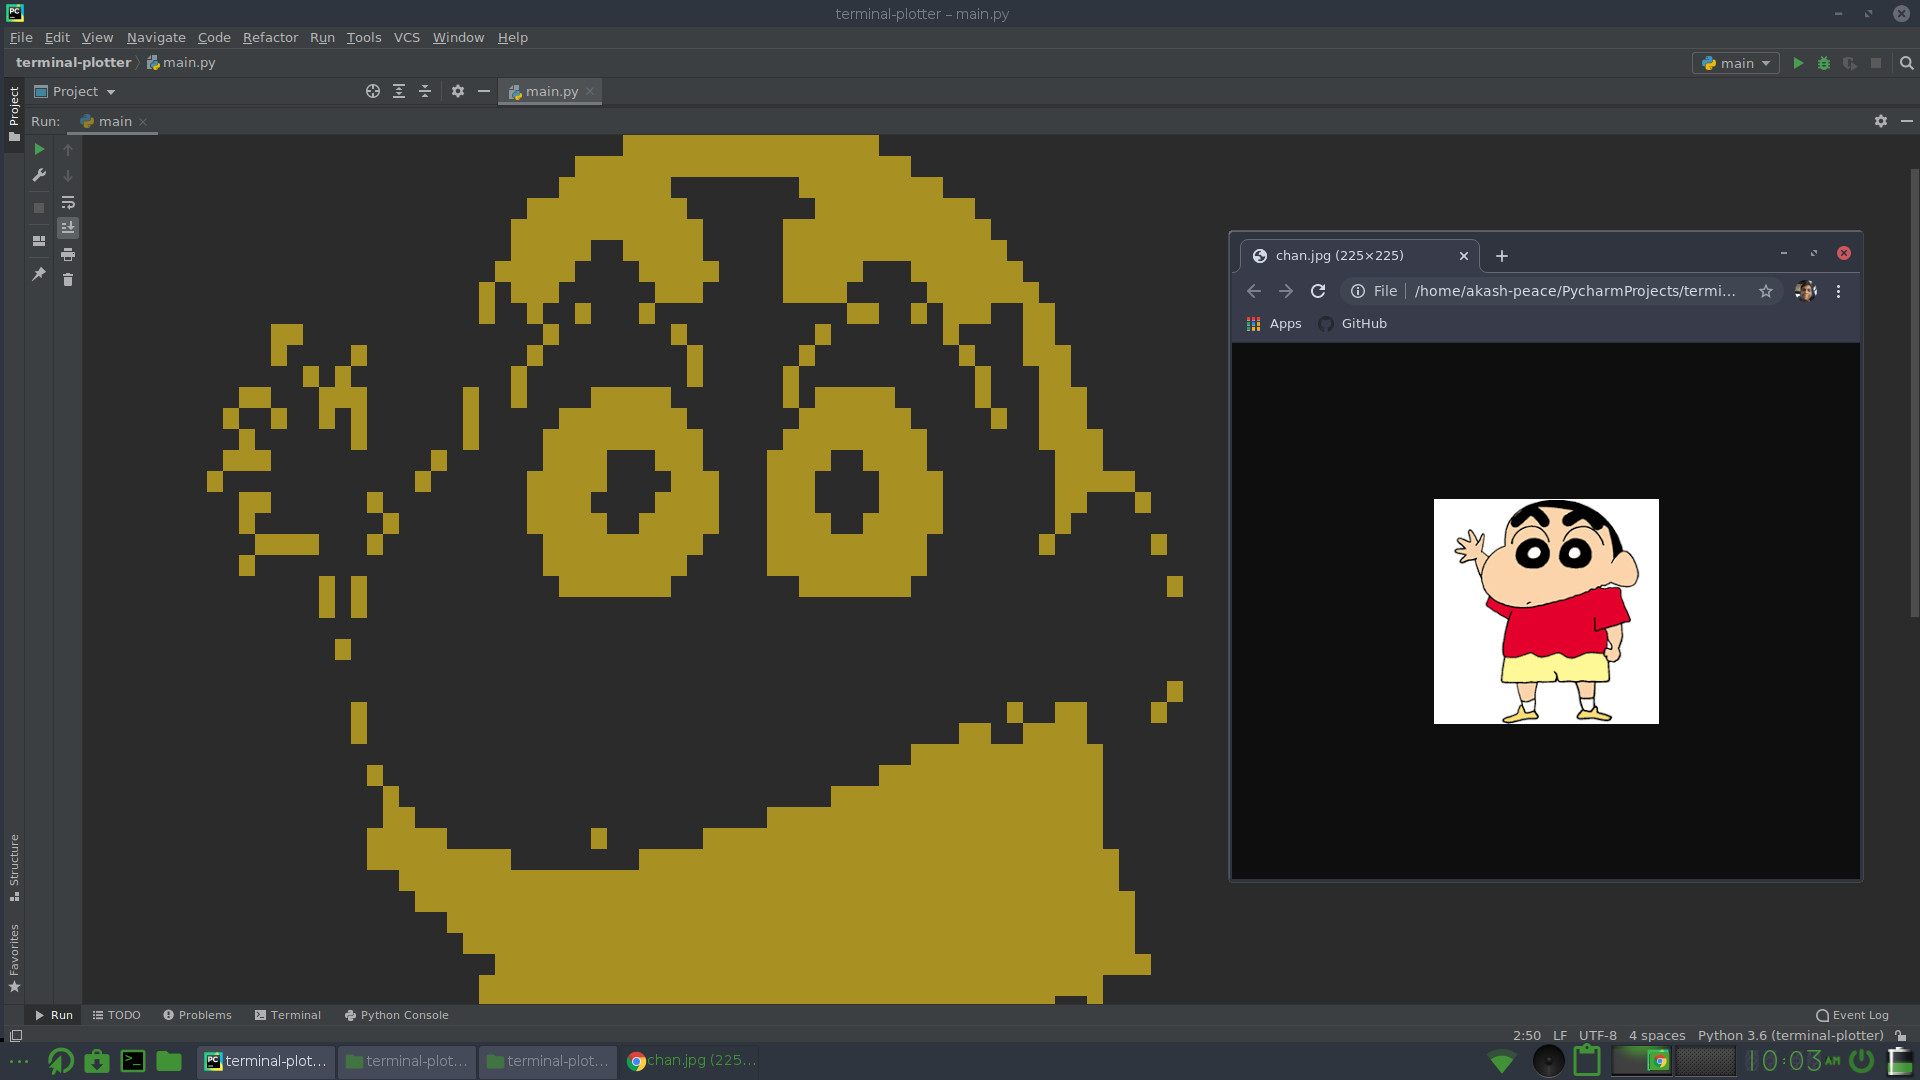 terminal-plotter – main.py
File Edit View Navigate Code Refactor Run Tools VCS Window Help
terminal-plotter main.py
main
Project
main.py
Project
Run: main
chan.jpg (225×225)
File /home/akash-peace/PycharmProjects/termi...
Apps GitHub
Structure
Favorites
Run TODO Problems Terminal Python Console
Event Log
2:50 LF UTF-8 4 spaces Python 3.6 (terminal-plotter)
terminal-plot... terminal-plot... terminal-plot... chan.jpg (225...
10:03 AM